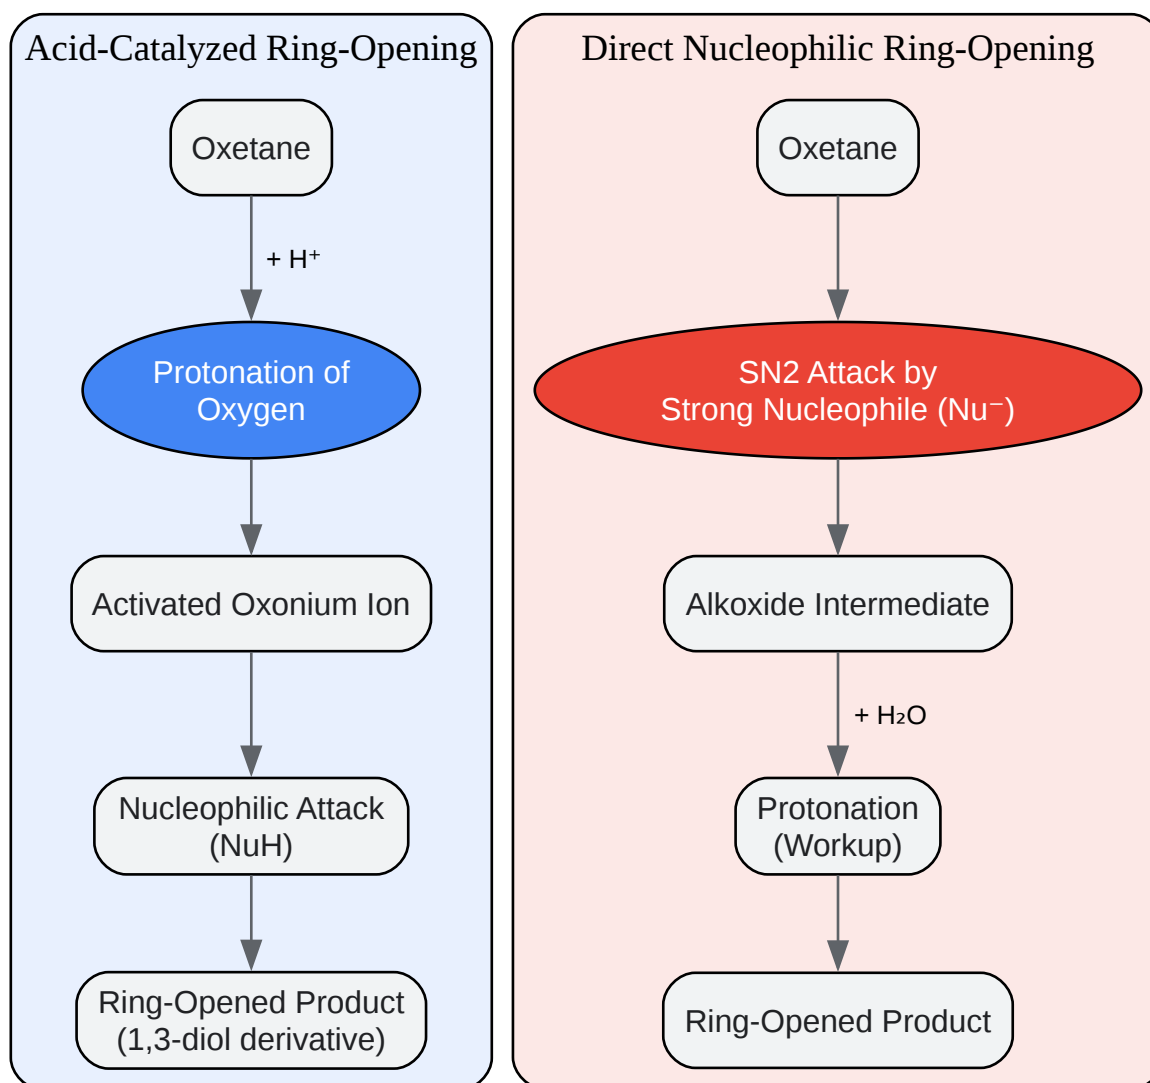 Acid-Catalyzed Ring-Opening
Oxetane
+ H⁺
Protonation of
Oxygen
Activated Oxonium Ion
Nucleophilic Attack
(NuH)
Ring-Opened Product
(1,3-diol derivative)
Direct Nucleophilic Ring-Opening
Oxetane
SN2 Attack by
Strong Nucleophile (Nu⁻)
Alkoxide Intermediate
+ H₂O
Protonation
(Workup)
Ring-Opened Product